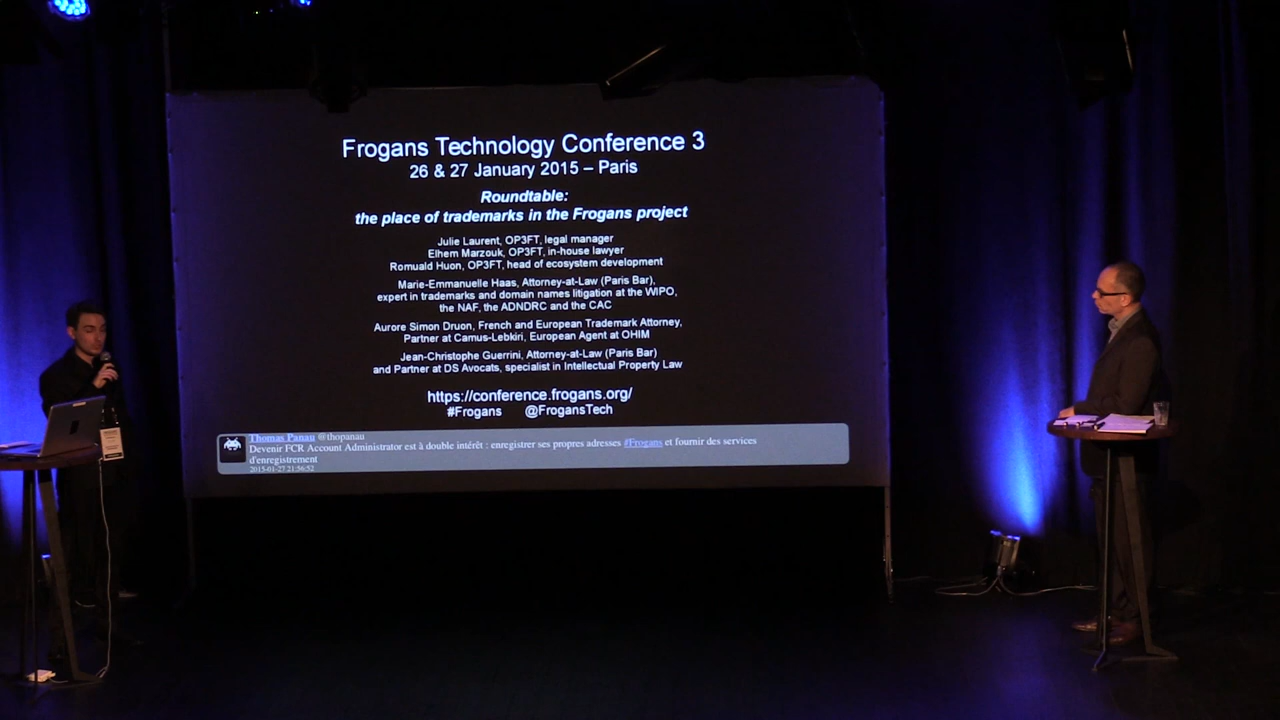 Frogans Technology Conference 3
26 & 27 January 2015 – Paris
Roundtable:
the place of trademarks in the Frogans project
Julie Laurent, OP3FT, legal manager
Elhem Marzouk, OP3FT, in-house lawyer
Romuald Huon, OP3FT, head of ecosystem development
Marie-Emmanuelle Haas, Attorney-at-Law (Paris Bar),
expert in trademarks and domain names litigation at the WIPO,
the NAF, the ADNDRC and the CAC
Aurore Simon Druon, French and European Trademark Attorney,
Partner at Camus-Lebkiri, European Agent at OHIM
Jean-Christophe Guerrini, Attorney-at-Law (Paris Bar)
and Partner at DS Avocats, specialist in Intellectual Property Law
https://conference.frogans.org/
#Frogans @FrogansTech
Thomas Panau @thopanau
Devenir FCR Account Administrator est à double intérêt : enregistrer ses propres adresses #Frogans et fournir des services
d'enregistrement
2015-01-27 21:56:52